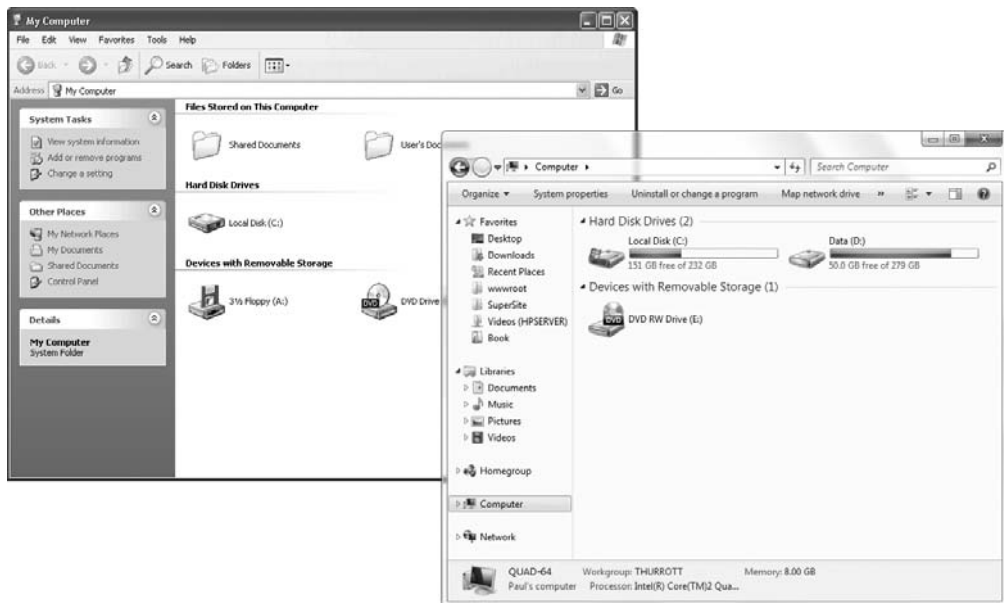 My Computer
File Edit View Favorites Tools Help
Back Search Folders
Address My Computer Go
System Tasks
View system information
Add or remove programs
Change a setting
Other Places
My Network Places
My Documents
Shared Documents
Control Panel
Details
My Computer
System Folder
Files Stored on This Computer
Shared Documents
User's Doc
Hard Disk Drives
Local Disk (C:)
Devices with Removable Storage
3½ Floppy (A:)
DVD Drive
Computer
Search Computer
Organize System properties Uninstall or change a program Map network drive »
Favorites
Desktop
Downloads
Recent Places
wwwroot
SuperSite
Videos (HPSERVER)
Book
Libraries
Documents
Music
Pictures
Videos
Homegroup
Computer
Network
Hard Disk Drives (2)
Local Disk (C:)
151 GB free of 232 GB
Data (D:)
50.0 GB free of 279 GB
Devices with Removable Storage (1)
DVD
DVD RW Drive (E:)
QUAD-64 Workgroup: THURROTT Memory: 8.00 GB
Paul's computer Processor: Intel(R) Core(TM)2 Qua...